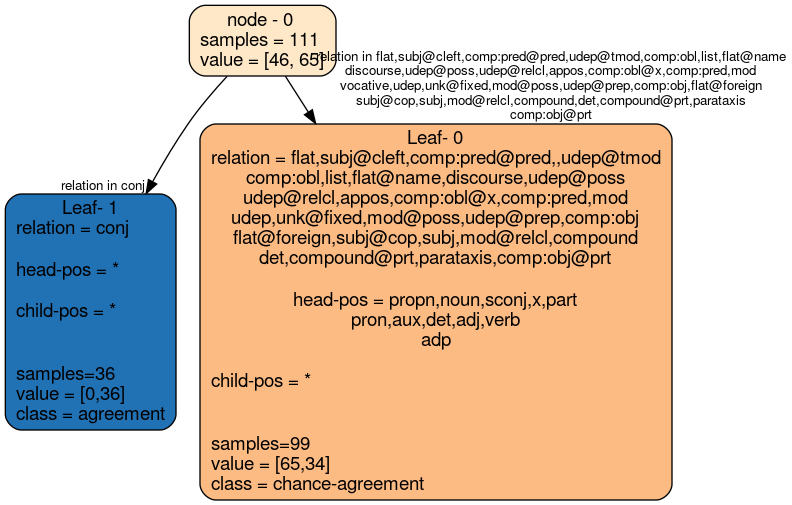 node - 0
samples = 111
value = [46, 65]
relation in flat,subj@cleft,comp:pred@pred,udep@tmod,comp:obl,list,flat@name
discourse,udep@poss,udep@relcl,appos,comp:obl@x,comp:pred,mod
vocative,udep,unk@fixed,mod@poss,udep@prep,comp:obj,flat@foreign
subj@cop,subj,mod@relcl,compound,det,compound@prt,parataxis
comp:obj@prt
relation in conj
Leaf- 1
relation = conj
head-pos = *
child-pos = *
samples=36
value = [0,36]
class = agreement
Leaf- 0
relation = flat,subj@cleft,comp:pred@pred,,udep@tmod
comp:obl,list,flat@name,discourse,udep@poss
udep@relcl,appos,comp:obl@x,comp:pred,mod
udep,unk@fixed,mod@poss,udep@prep,comp:obj
flat@foreign,subj@cop,subj,mod@relcl,compound
det,compound@prt,parataxis,comp:obj@prt
head-pos = propn,noun,sconj,x,part
pron,aux,det,adj,verb
adp
child-pos = *
samples=99
value = [65,34]
class = chance-agreement